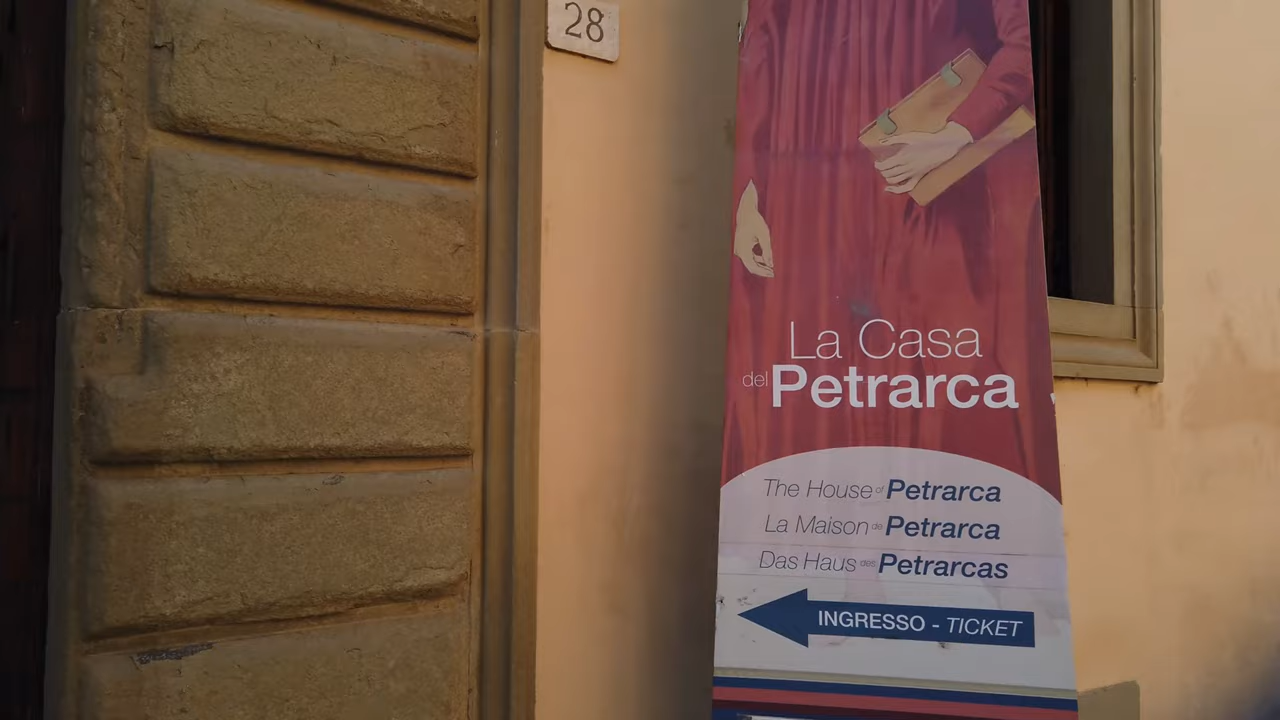 28
La Casa
del Petrarca
The House of Petrarca
La Maison de Petrarca
Das Haus des Petrarcas
INGRESSO - TICKET